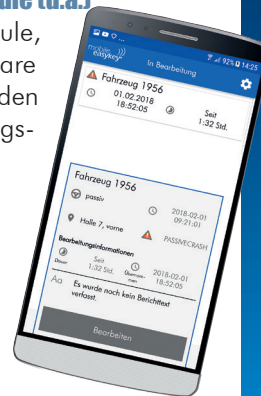 (u.a.)
ule,
are
den
gs-
92% 14:25
mobile
easykey
In Bearbeitung
Fahrzeug 1956
01.02.2018
18:52:05
Seit
1:32 Std.
Fahrzeug 1956
passiv
2018-02-01
09:21:01
Halle 7, vorne
PASSIVECRASH
Bearbeitungsinformationen
Seit
1:32 Std.
Dauer
2018-02-01
18:52:05
Aa
Es wurde noch kein Berichttext
verfasst.
Bearbeiten